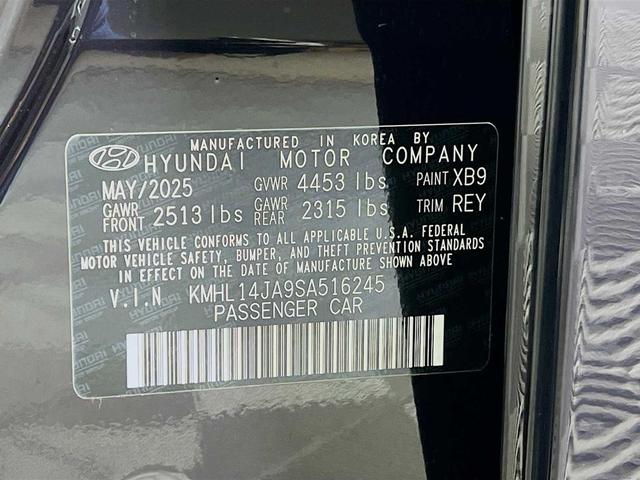 MANUFACTURED IN KOREA BY
HYUNDAI MOTOR COMPANY
MAY/2025 GVWR 4453 lbs PAINT XB9
GAWR FRONT 2513 lbs GAWR REAR 2315 lbs TRIM REY
THIS VEHICLE CONFORMS TO ALL APPLICABLE U.S.A. FEDERAL
MOTOR VEHICLE SAFETY, BUMPER, AND THEFT PREVENTION STANDARDS
IN EFFECT ON THE DATE OF MANUFACTURE SHOWN ABOVE
V.I.N KMHL14JA9SA516245
PASSENGER CAR